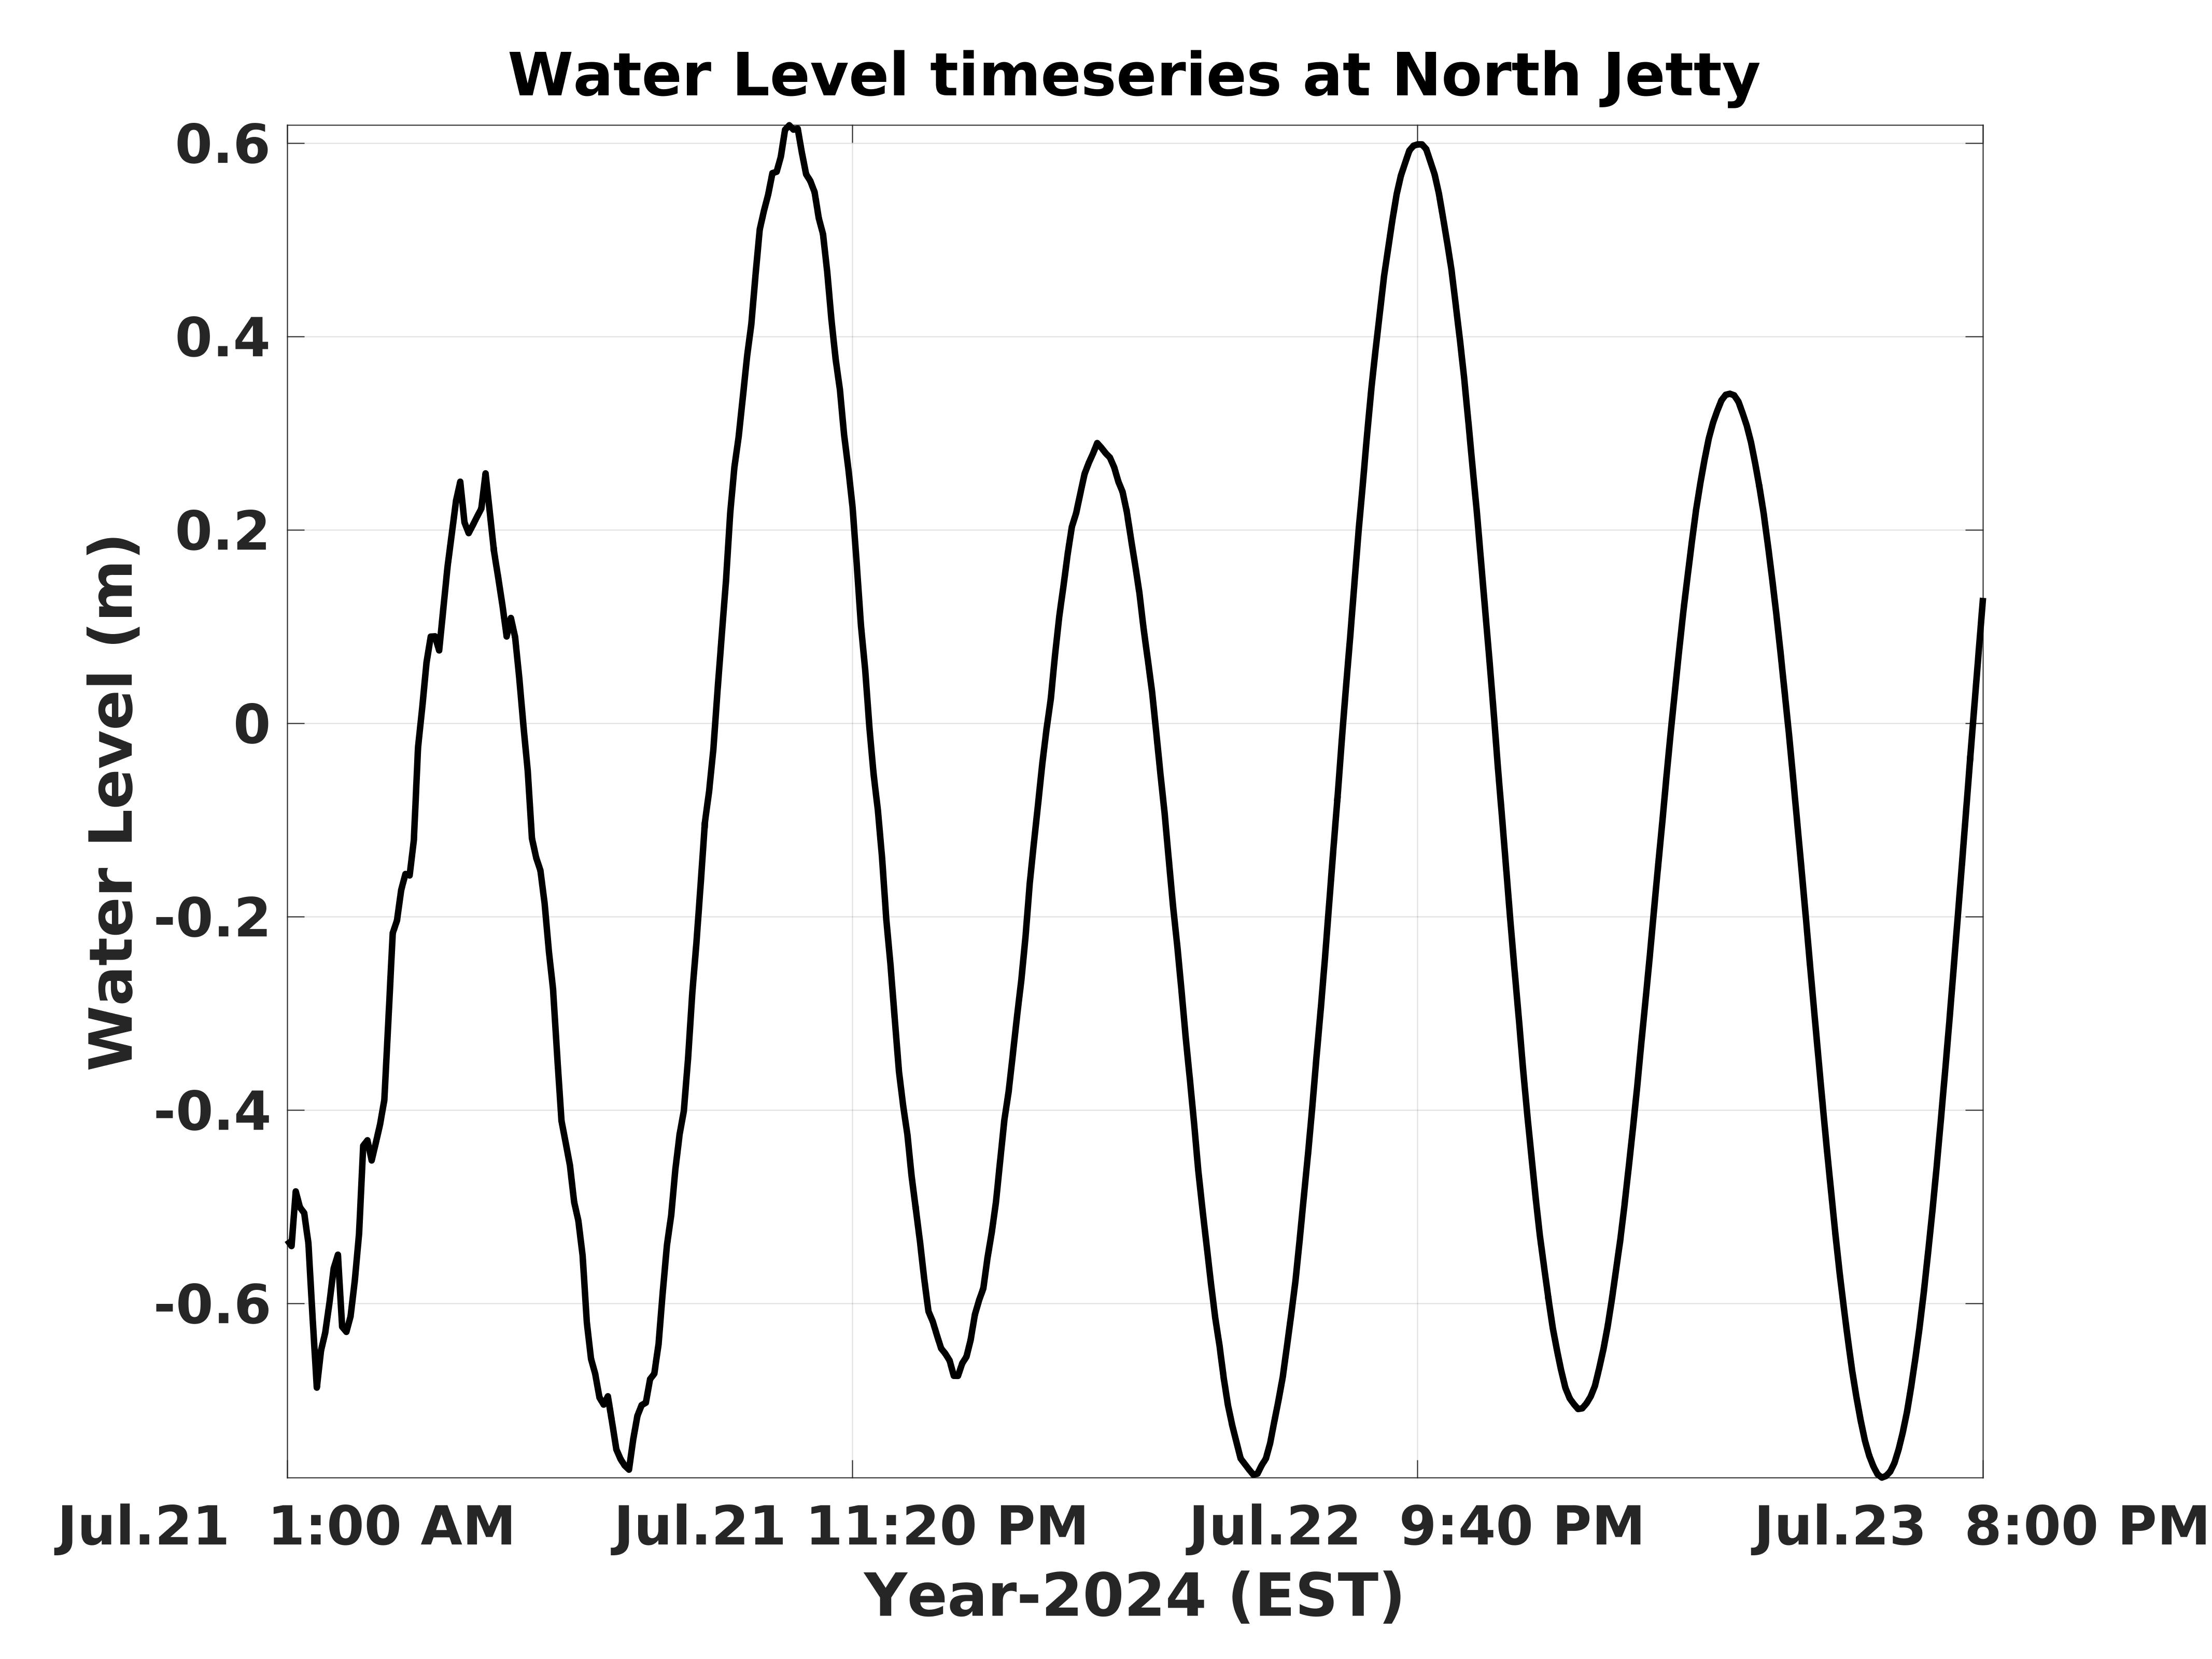 Water Level timeseries at North Jetty
0.6
0.4
0.2
0
-0.2
-0.4
-0.6
Water Level (m)
Jul.21 1:00 AM Jul.21 11:20 PM Jul.22 9:40 PM Jul.23 8:00 PM
Year-2024 (EST)